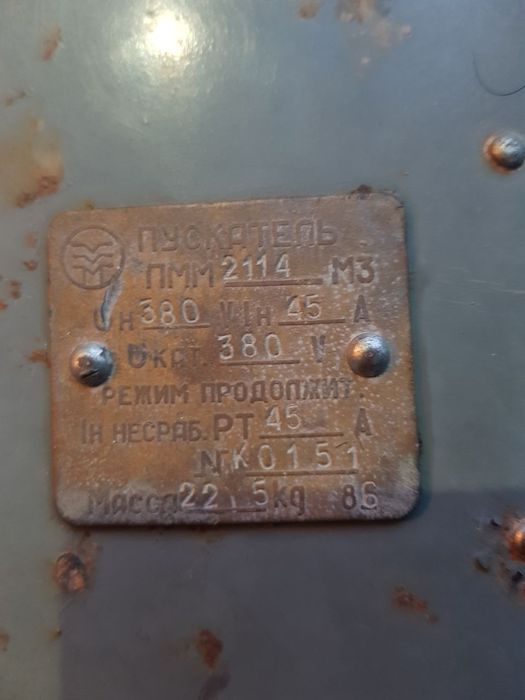 ПУСКАТЕЛЬ
ПММ 2114 М3
Uн 380 V Iн 45 А
Uкат 380 V
РЕЖИМ ПРОДОЛЖИТ.
Iн НЕСРАБ. РТ 45 А
N К0151
Масса 22,5 kg 86